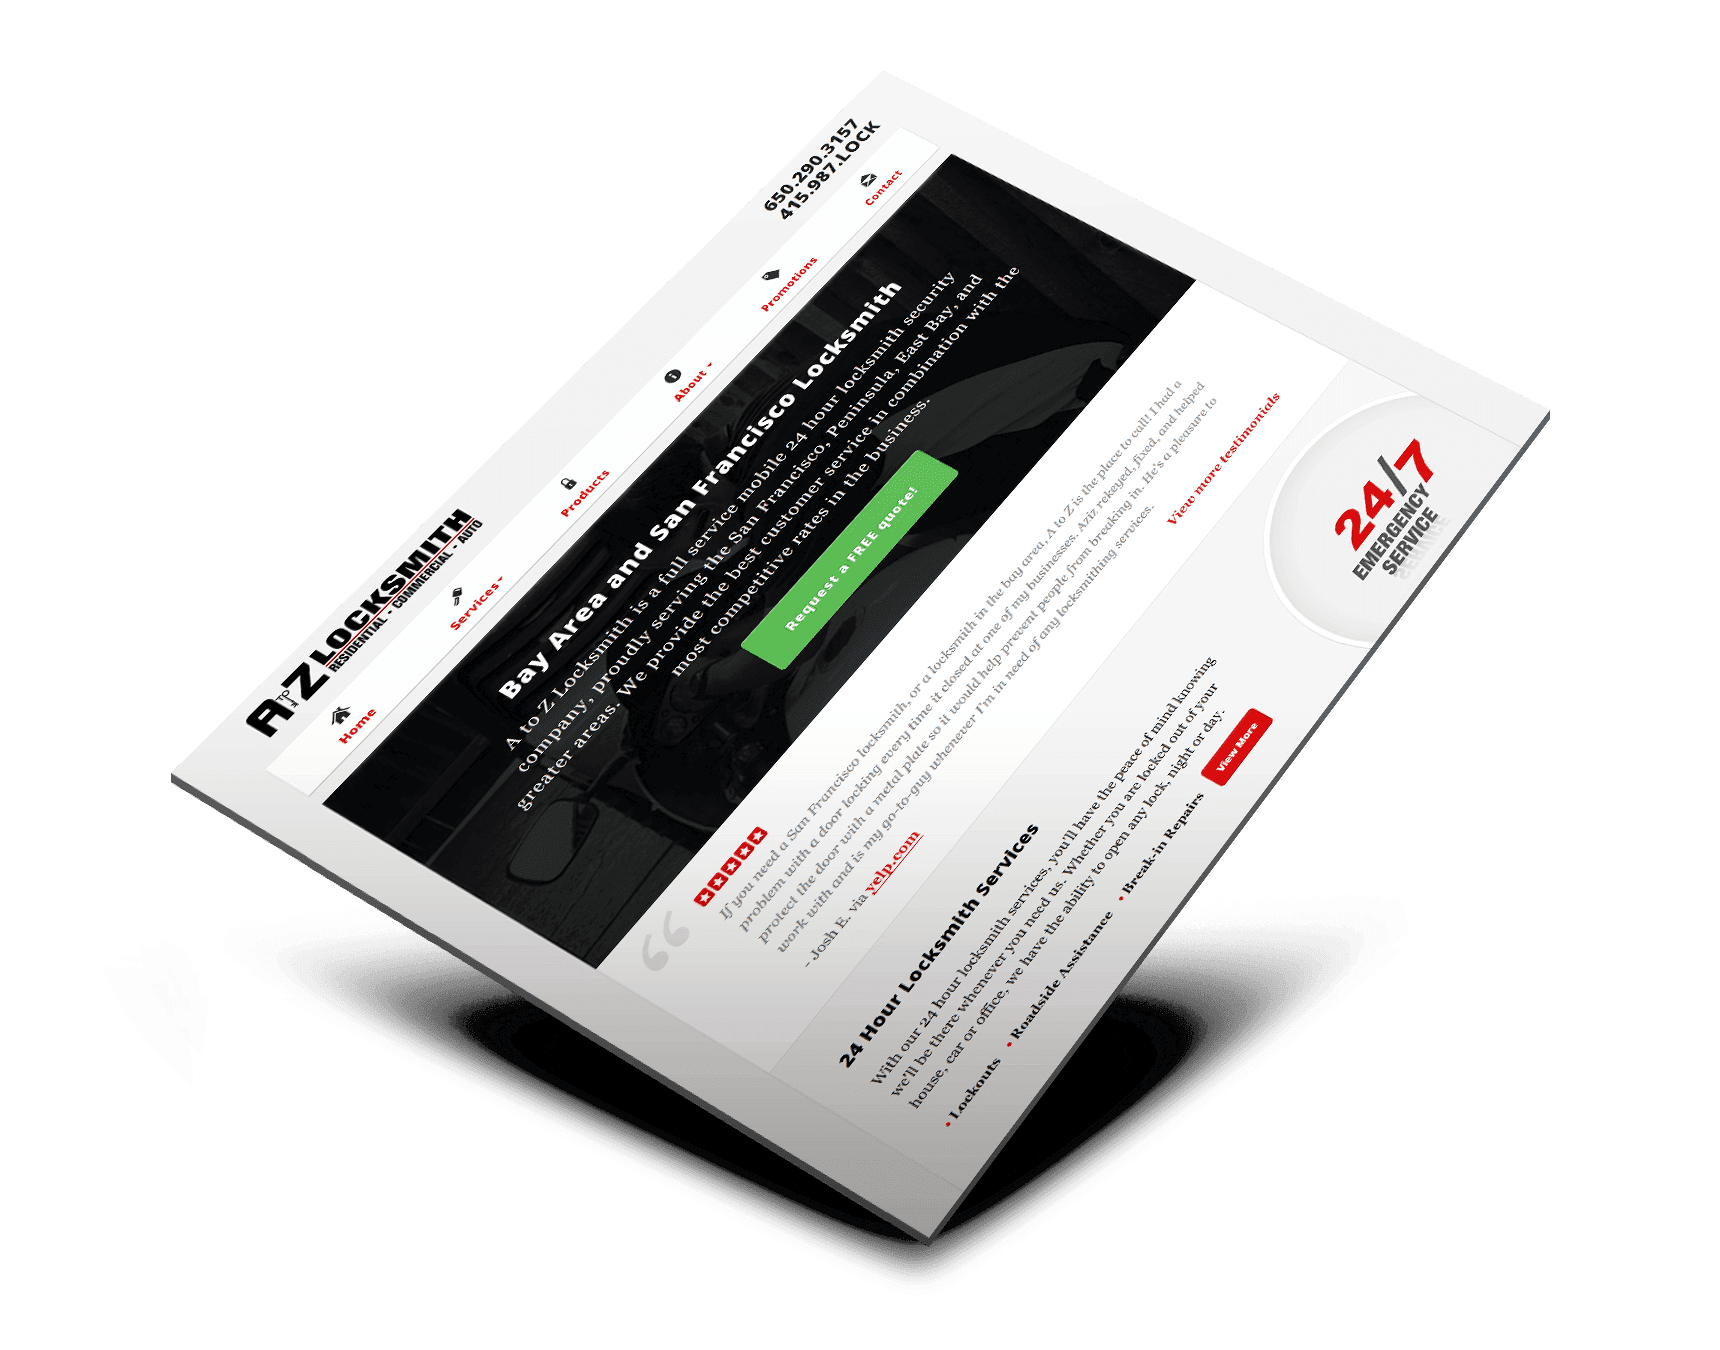 A TO Z LOCKSMITH
RESIDENTIAL - COMMERCIAL - AUTO
650.290.3157
415.987.LOCK
Home
Services
Products
About
Promotions
Contact
Bay Area and San Francisco Locksmith
A to Z Locksmith is a full service mobile 24 hour locksmith security
company, proudly serving the San Francisco, Peninsula, East Bay, and
greater areas. We provide the best customer service in combination with the
most competitive rates in the business.
Request a FREE quote!
“
If you need a San Francisco locksmith, or a locksmith in the bay area, A to Z is the place to call! I had a
problem with a door locking every time it closed at one of my businesses. Aziz rekeyed, fixed, and helped
protect the door with a metal plate so it would help prevent people from breaking in. He's a pleasure to
work with and is my go-to-guy whenever I'm in need of any locksmithing services.
- Josh E. via yelp.com
View more testimonials
24 Hour Locksmith Services
With our 24 hour locksmith services, you'll have the peace of mind knowing
we'll be there whenever you need us. Whether you are locked out of your
house, car or office, we have the ability to open any lock, night or day.
• Lockouts • Roadside Assistance • Break-in Repairs
View More
24/7
EMERGENCY
SERVICE